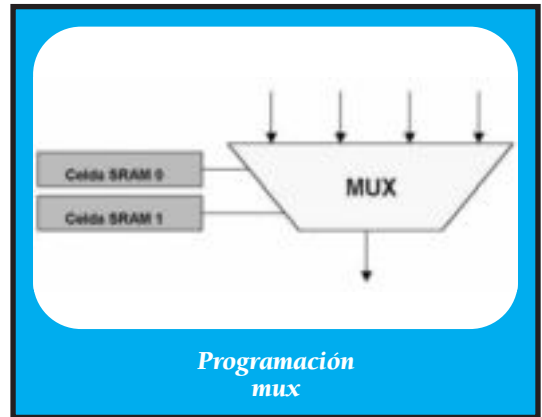 Celda SRAM 0
MUX
Celda SRAM 1
Programación
mux